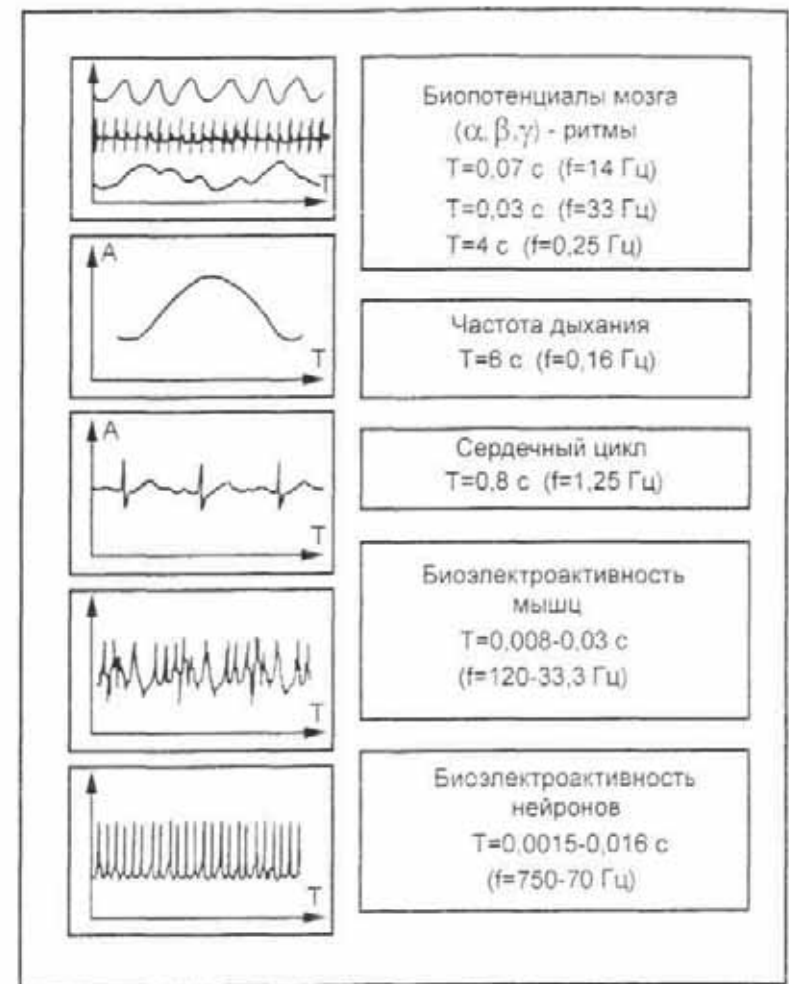 T
Биопотенциалы мозга
(α, β, γ) - ритмы
T=0,07 с (f=14 Гц)
T=0,03 с (f=33 Гц)
T=4 с (f=0,25 Гц)
A
T
Частота дыхания
T=6 с (f=0,16 Гц)
A
T
Сердечный цикл
T=0,8 с (f=1,25 Гц)
T
Биоэлектроактивность
мышц
T=0,008-0,03 с
(f=120-33,3 Гц)
T
Биоэлектроактивность
нейронов
T=0,0015-0,016 с
(f=750-70 Гц)